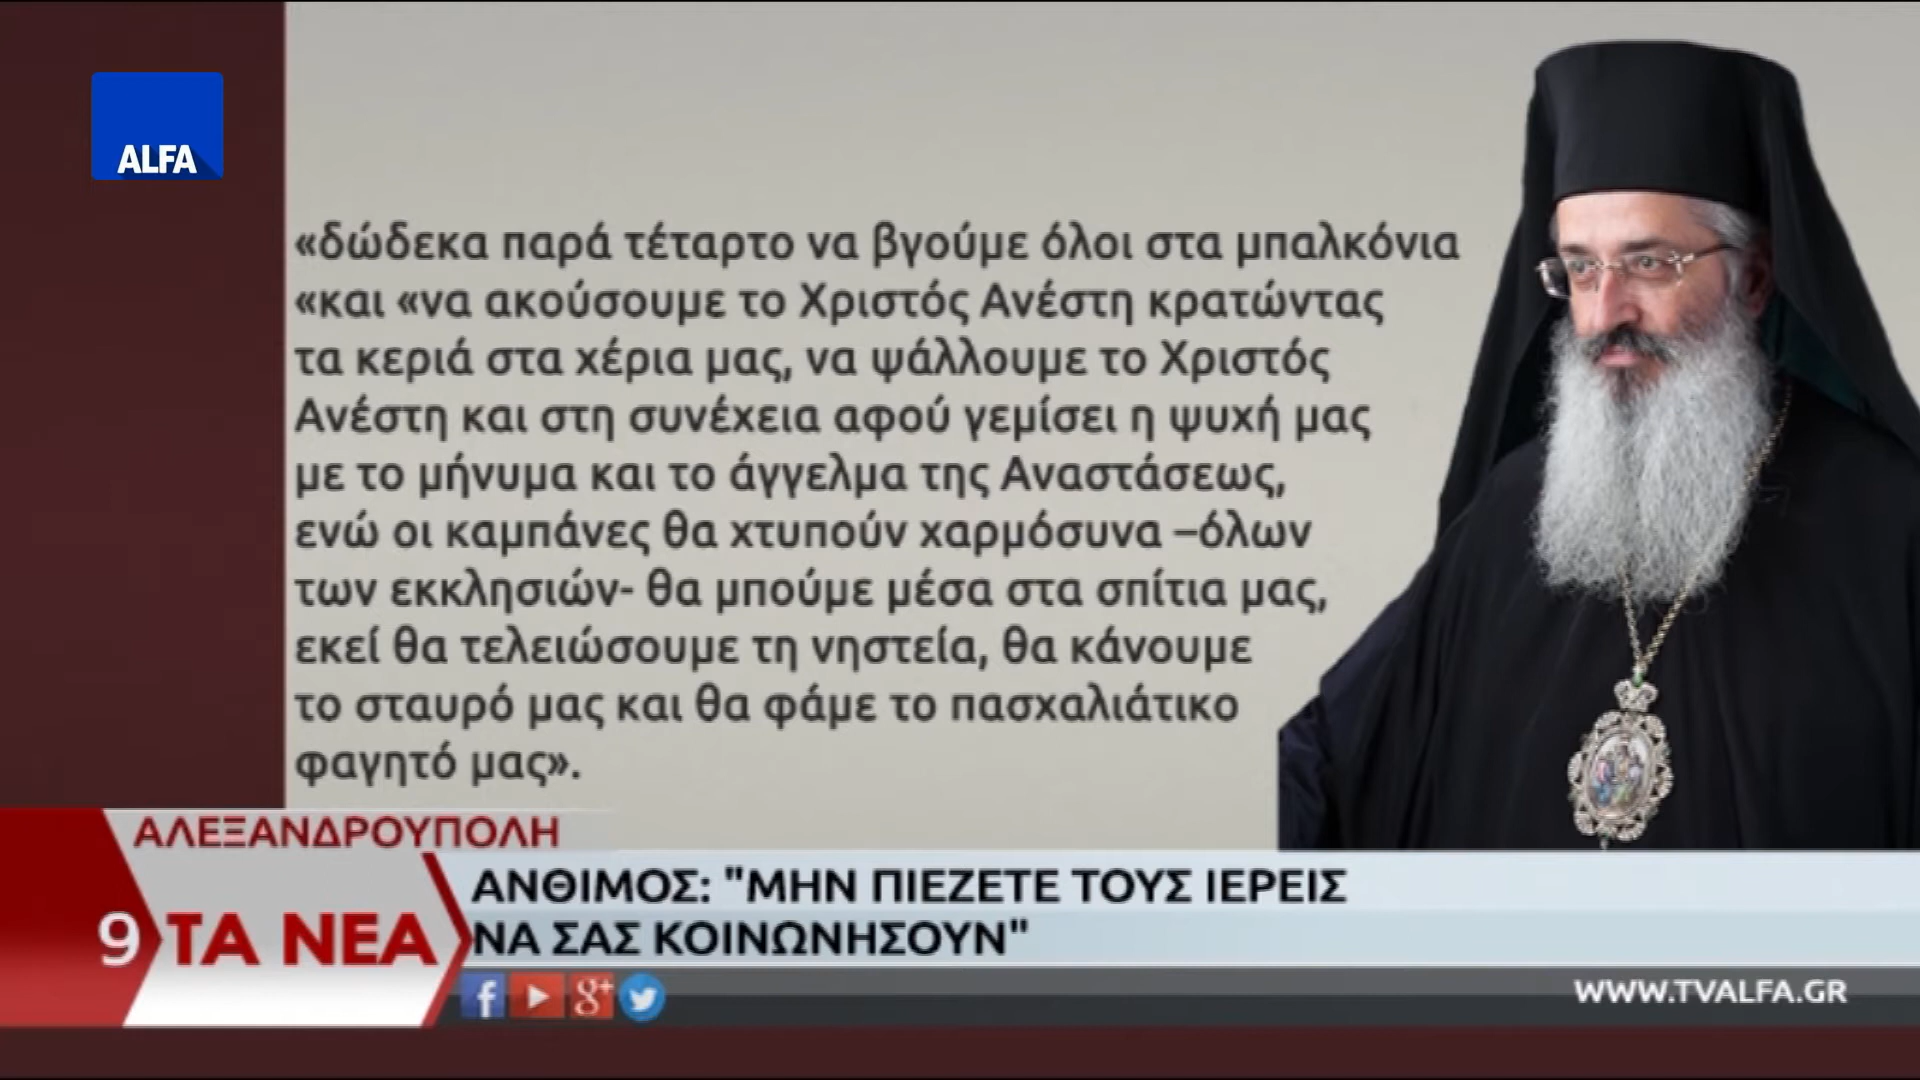 ALFA
«δώδεκα παρά τέταρτο να βγούμε όλοι στα μπαλκόνια
«και «να ακούσουμε το Χριστός Ανέστη κρατώντας
τα κεριά στα χέρια μας, να ψάλλουμε το Χριστός
Ανέστη και στη συνέχεια αφού γεμίσει η ψυχή μας
με το μήνυμα και το άγγελμα της Αναστάσεως,
ενώ οι καμπάνες θα χτυπούν χαρμόσυνα –όλων
των εκκλησιών- θα μπούμε μέσα στα σπίτια μας,
εκεί θα τελειώσουμε τη νηστεία, θα κάνουμε
το σταυρό μας και θα φάμε το πασχαλιάτικο
φαγητό μας».
ΑΛΕΞΑΝΔΡΟΥΠΟΛΗ
9 ΤΑ ΝΕΑ
ΑΝΘΙΜΟΣ: "ΜΗΝ ΠΙΕΖΕΤΕ ΤΟΥΣ ΙΕΡΕΙΣ
ΝΑ ΣΑΣ ΚΟΙΝΩΝΗΣΟΥΝ"
f g+
WWW.TVALFA.GR